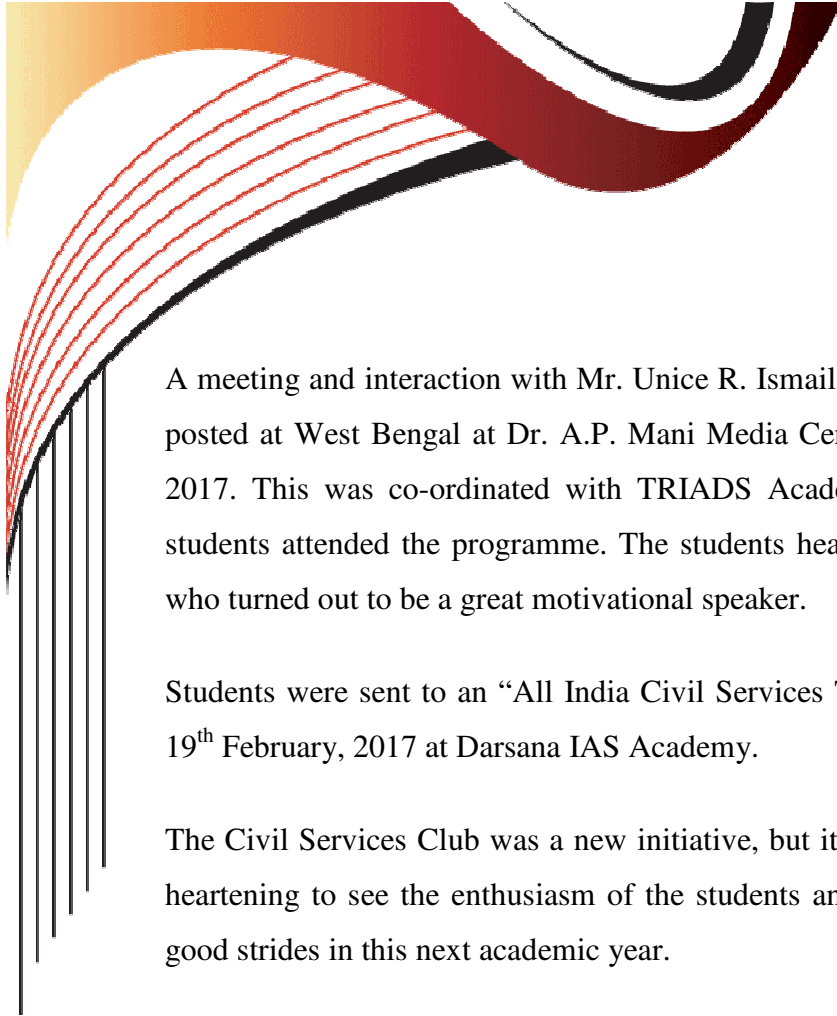 A meeting and interaction with Mr. Unice R. Ismail
posted at West Bengal at Dr. A.P. Mani Media
2017. This was co-ordinated with TRIADS
students attended the programme. The students
who turned out to be a great motivational speaker.
Students were sent to an “All India Civil Services
19th February, 2017 at Darsana IAS Academy.
The Civil Services Club was a new initiative, but it
heartening to see the enthusiasm of the students
good strides in this next academic year.